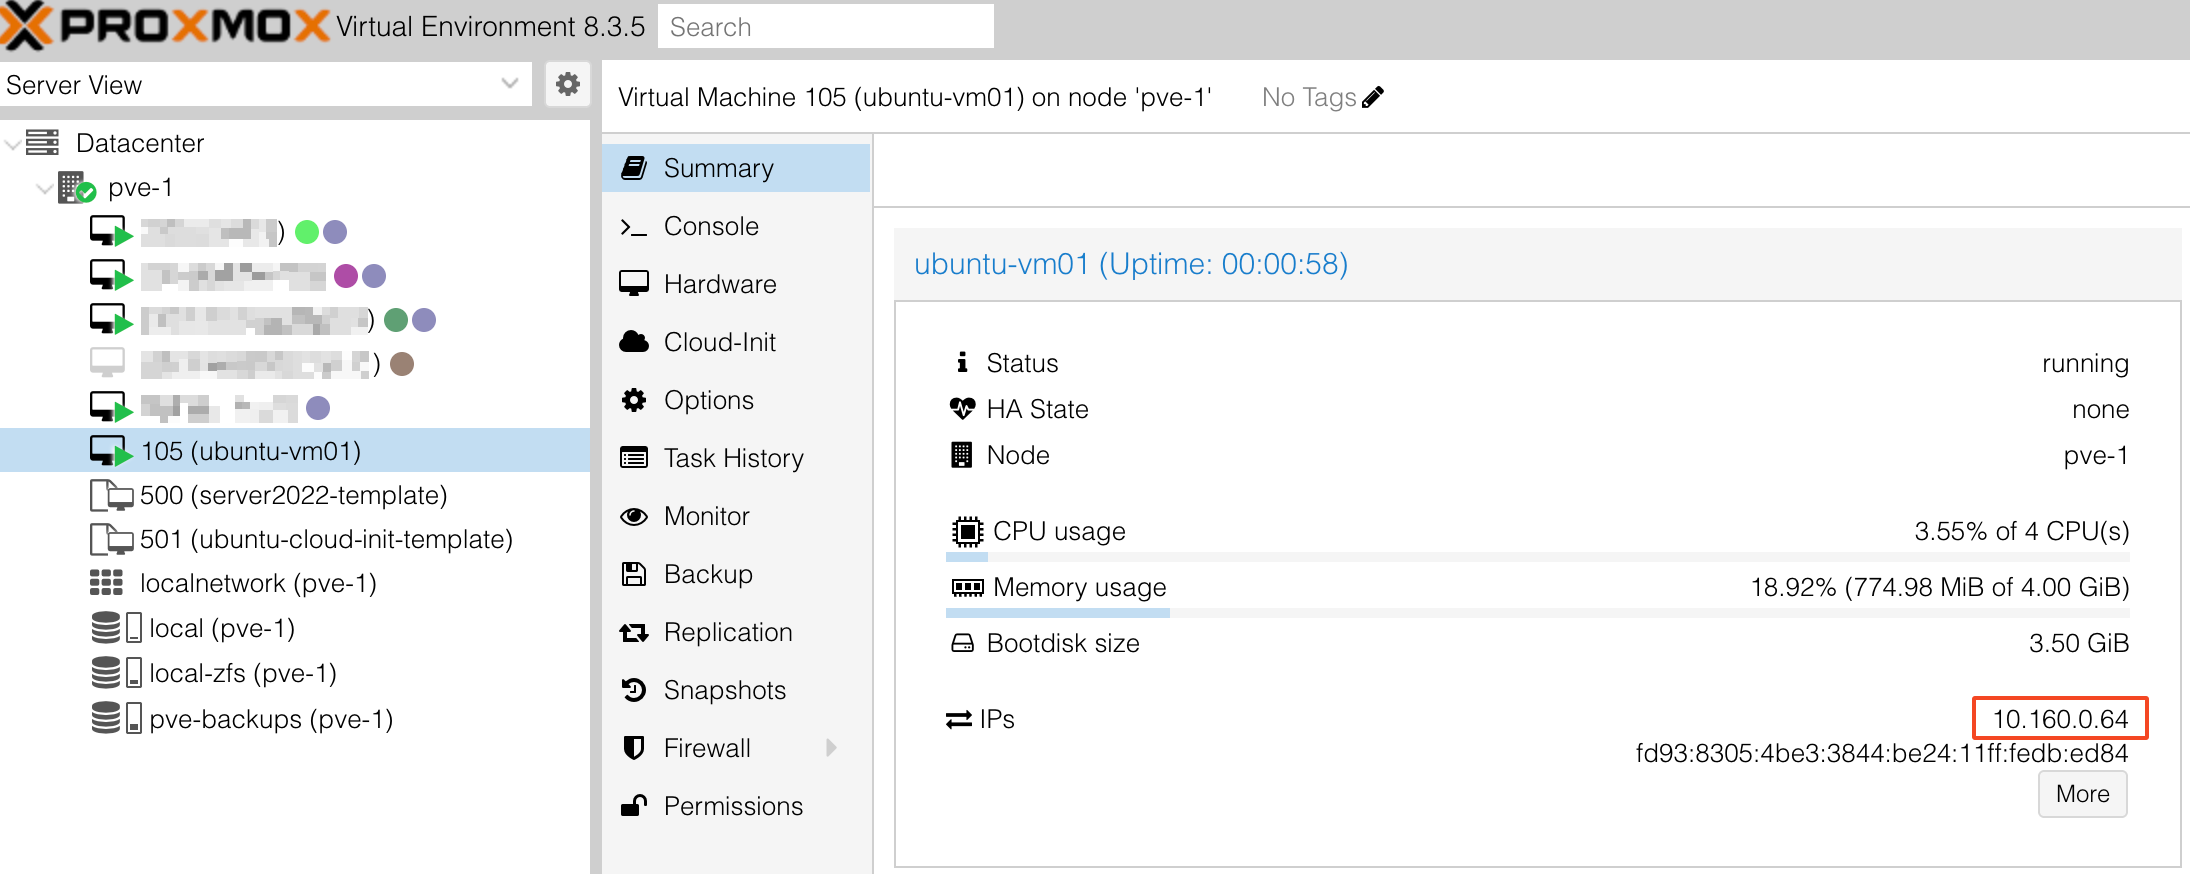 PROXMOX Virtual Environment 8.3.5 Search
Server View
Virtual Machine 105 (ubuntu-vm01) on node 'pve-1' No Tags
Datacenter
pve-1
)
)
)
105 (ubuntu-vm01)
500 (server2022-template)
501 (ubuntu-cloud-init-template)
localnetwork (pve-1)
local (pve-1)
local-zfs (pve-1)
pve-backups (pve-1)
Summary
Console
Hardware
Cloud-Init
Options
Task History
Monitor
Backup
Replication
Snapshots
Firewall
Permissions
ubuntu-vm01 (Uptime: 00:00:58)
Status running
HA State none
Node pve-1
CPU usage 3.55% of 4 CPU(s)
Memory usage 18.92% (774.98 MiB of 4.00 GiB)
Bootdisk size 3.50 GiB
IPs 10.160.0.64
fd93:8305:4be3:3844:be24:11ff:fedb:ed84
More